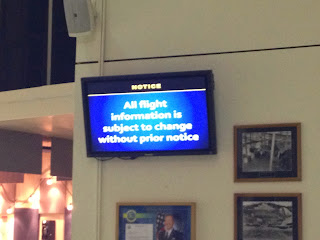 NOTICE
All flight
information is
subject to change
without prior notice